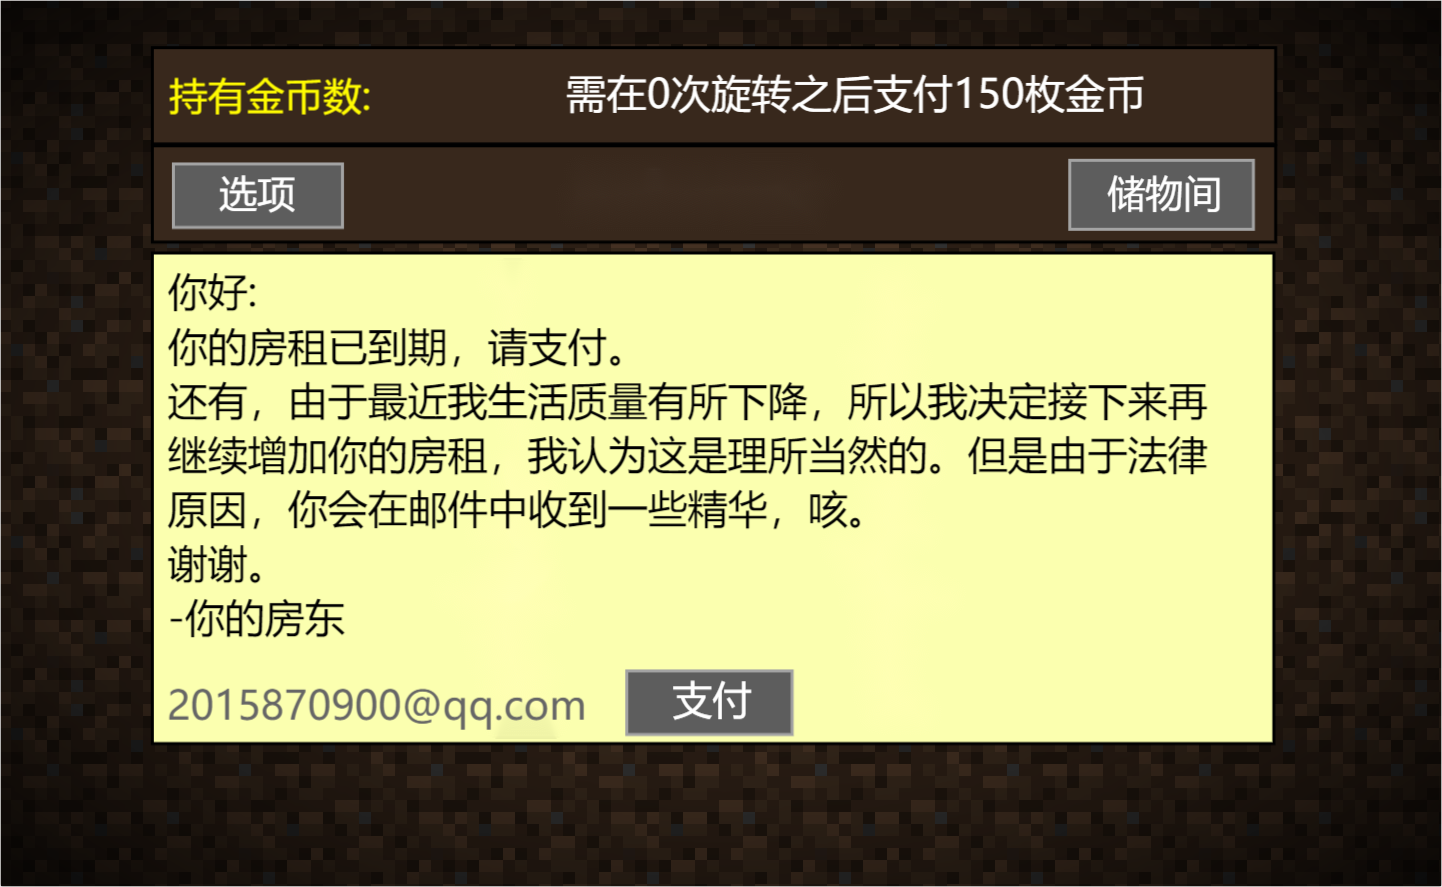 持有金币数:
需在0次旋转之后支付150枚金币
选项
储物间
你好:
你的房租已到期，请支付。
还有，由于最近我生活质量有所下降，所以我决定接下来再
继续增加你的房租，我认为这是理所当然的。但是由于法律
原因，你会在邮件中收到一些精华，咳。
谢谢。
-你的房东
2015870900@qq.com
支付